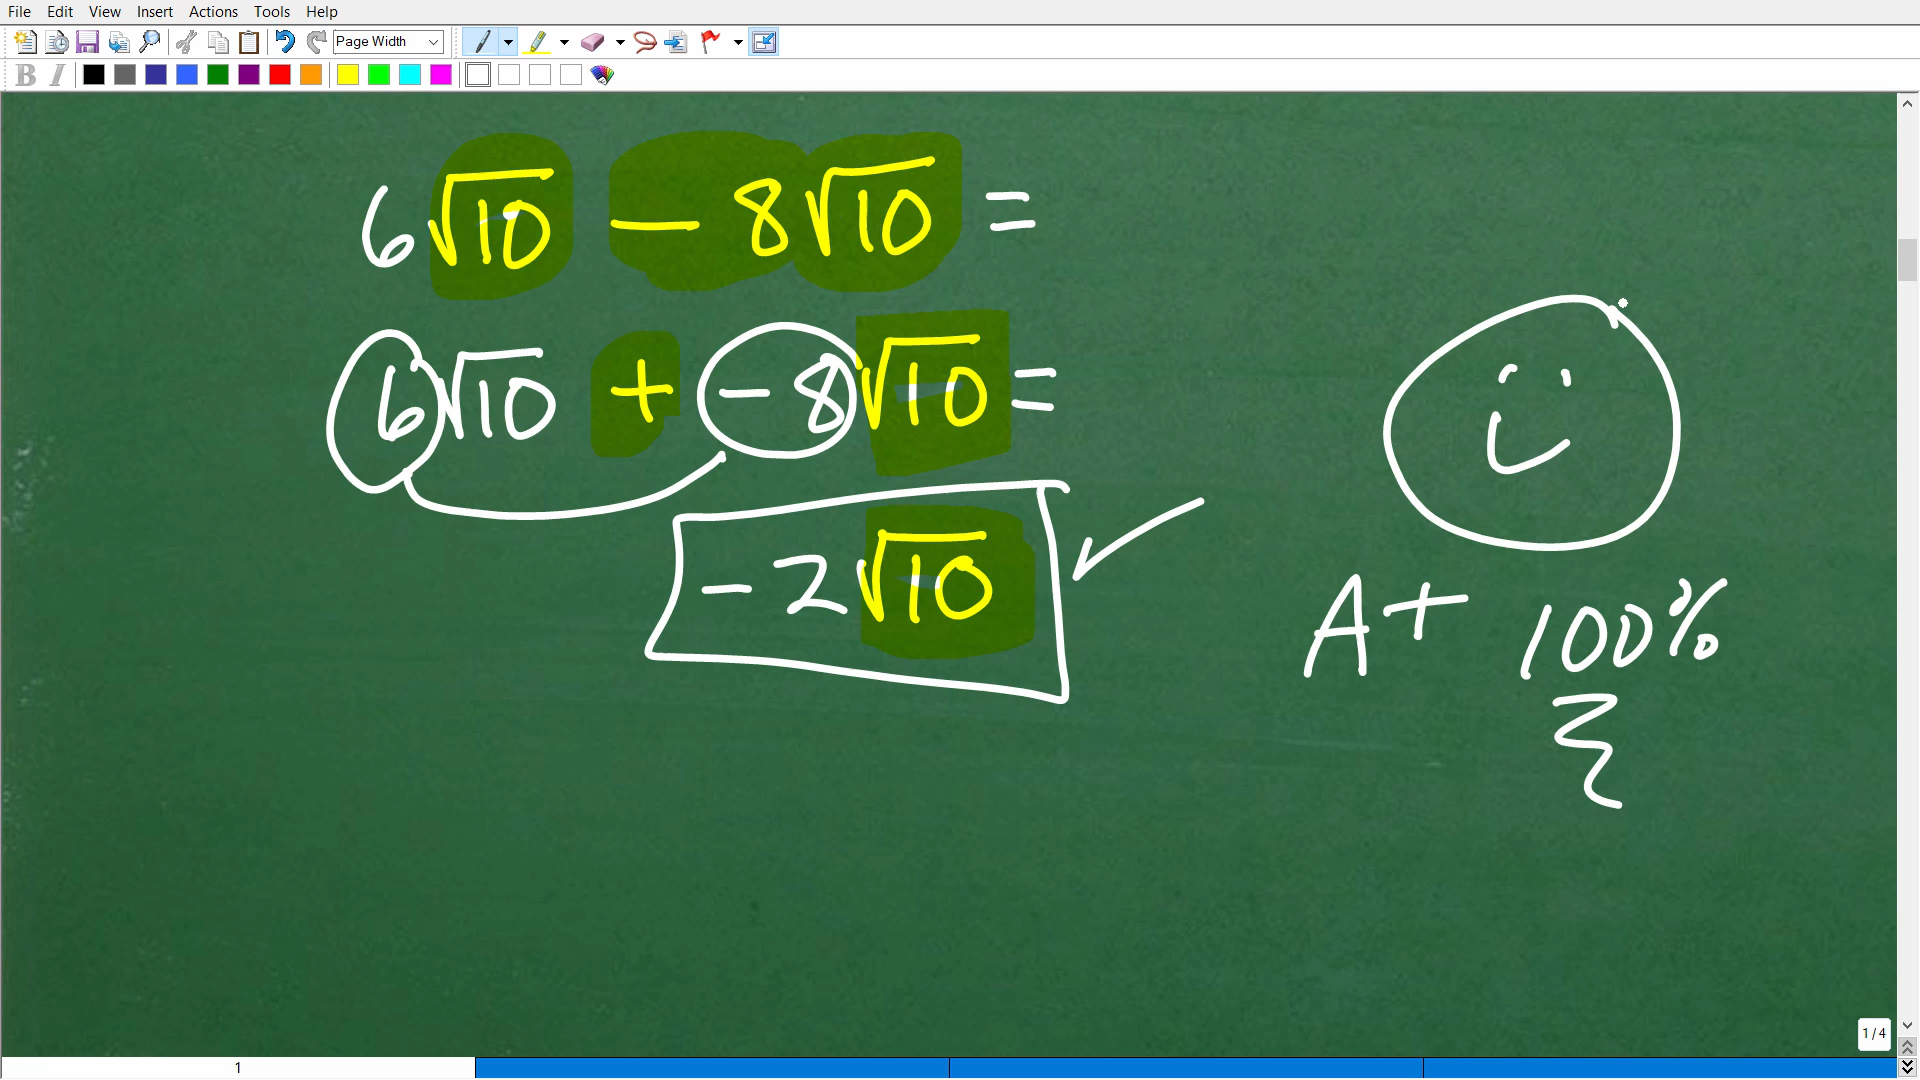 File Edit View Insert Actions Tools Help
Page Width
B I
6√10 − 8√10 =
6√10 + −8√10 =
−2√10 ✓
A+ 100%
1 / 4
1